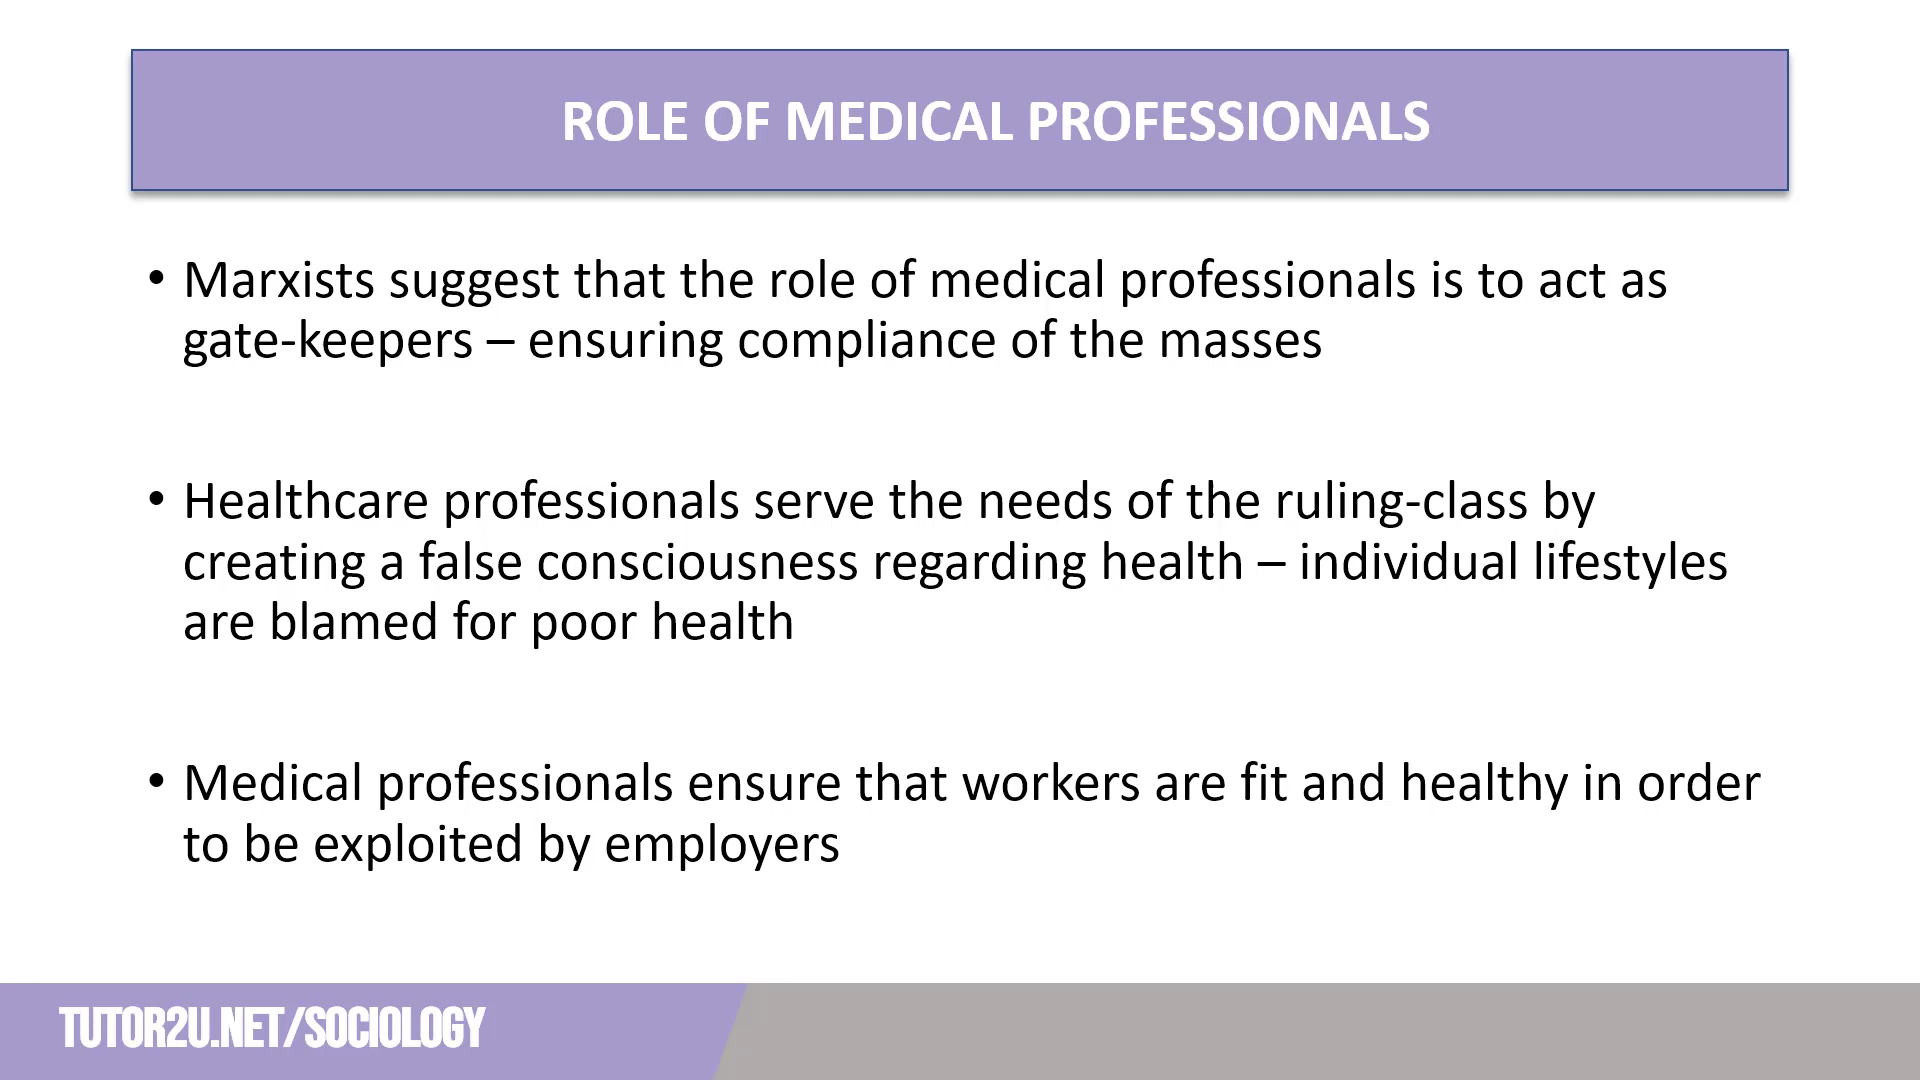 ROLE OF MEDICAL PROFESSIONALS
• Marxists suggest that the role of medical professionals is to act as
gate-keepers – ensuring compliance of the masses
• Healthcare professionals serve the needs of the ruling-class by
creating a false consciousness regarding health – individual lifestyles
are blamed for poor health
• Medical professionals ensure that workers are fit and healthy in order
to be exploited by employers
TUTOR2U.NET/SOCIOLOGY